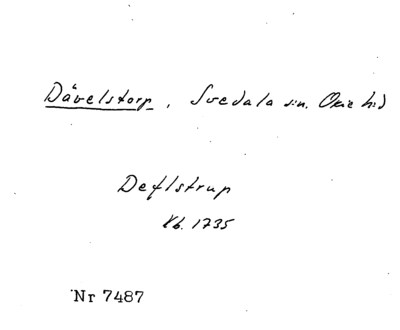 Dävelstorp, Svedala sn. Oxie hd
Deflstrup
Kb. 1735
Nr 7487